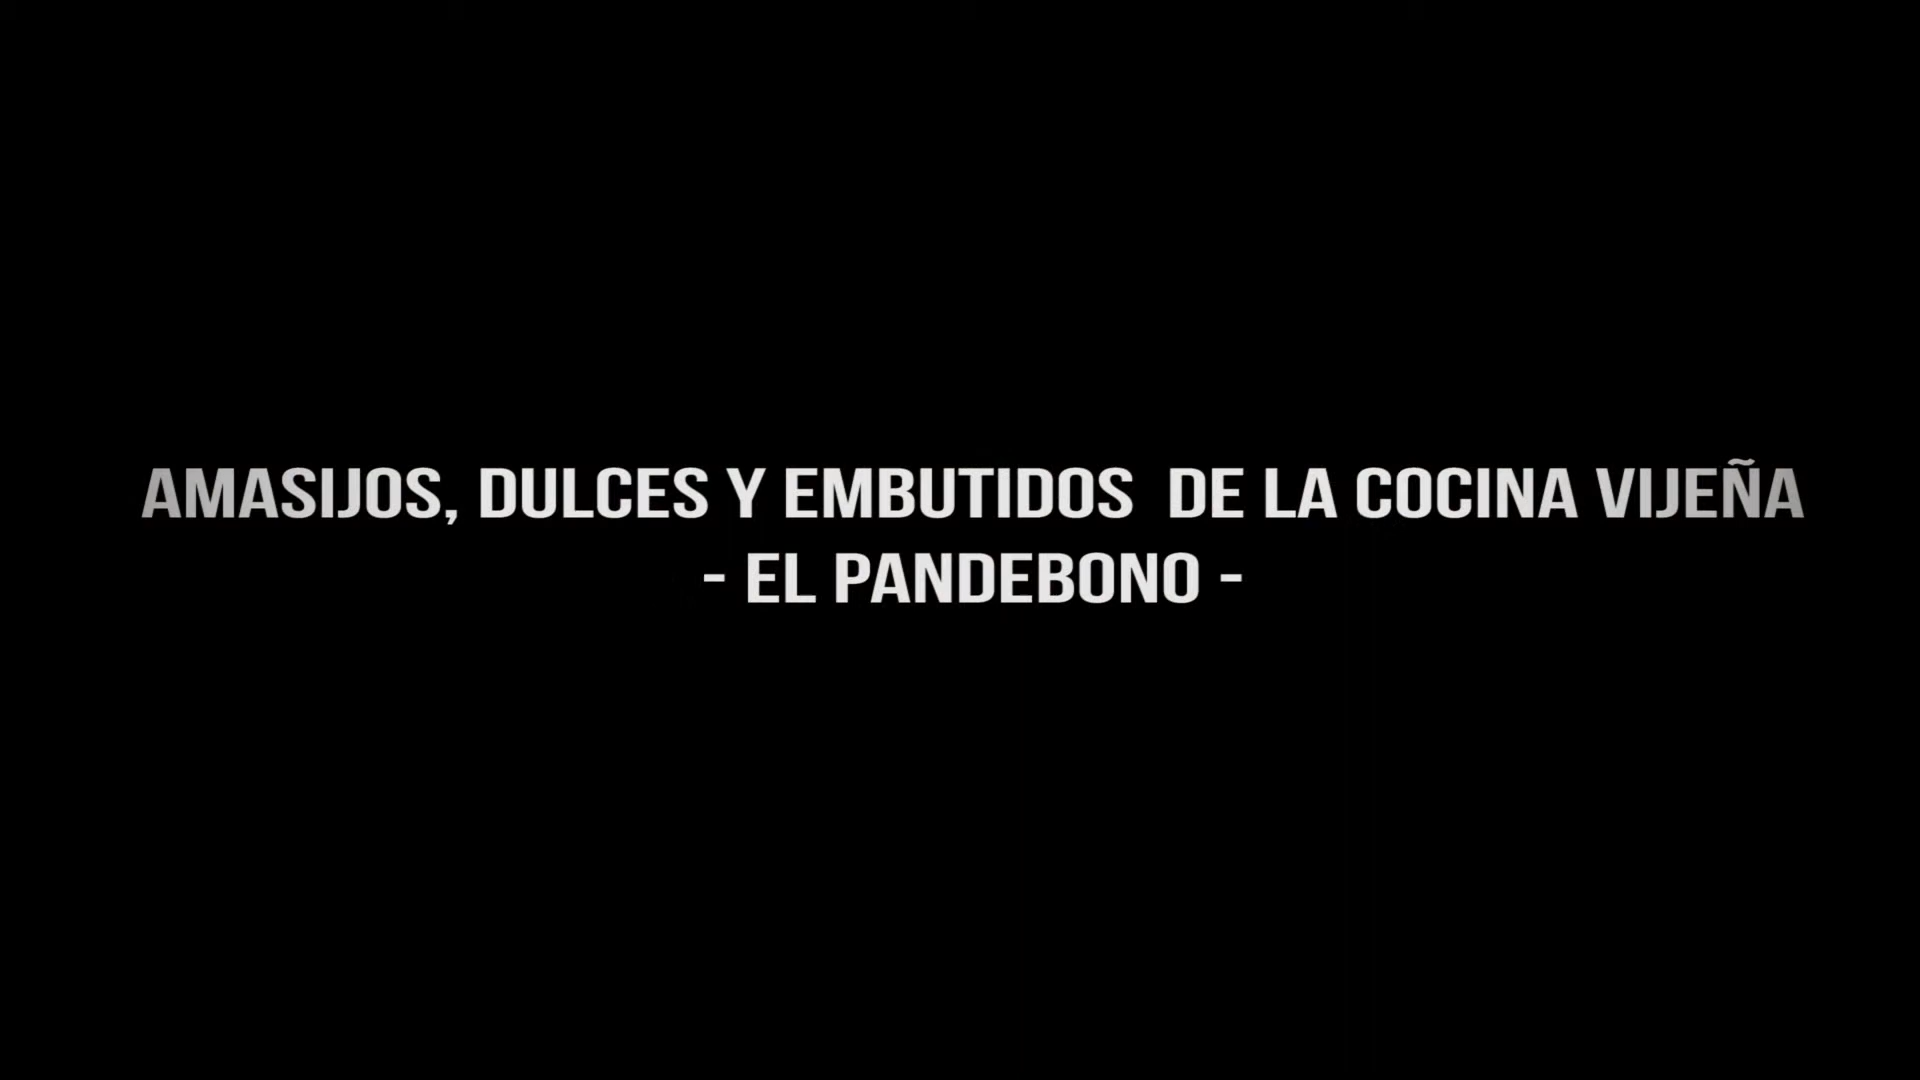 AMASIJOS, DULCES Y EMBUTIDOS  DE LA COCINA VIJEÑA
- EL PANDEBONO -